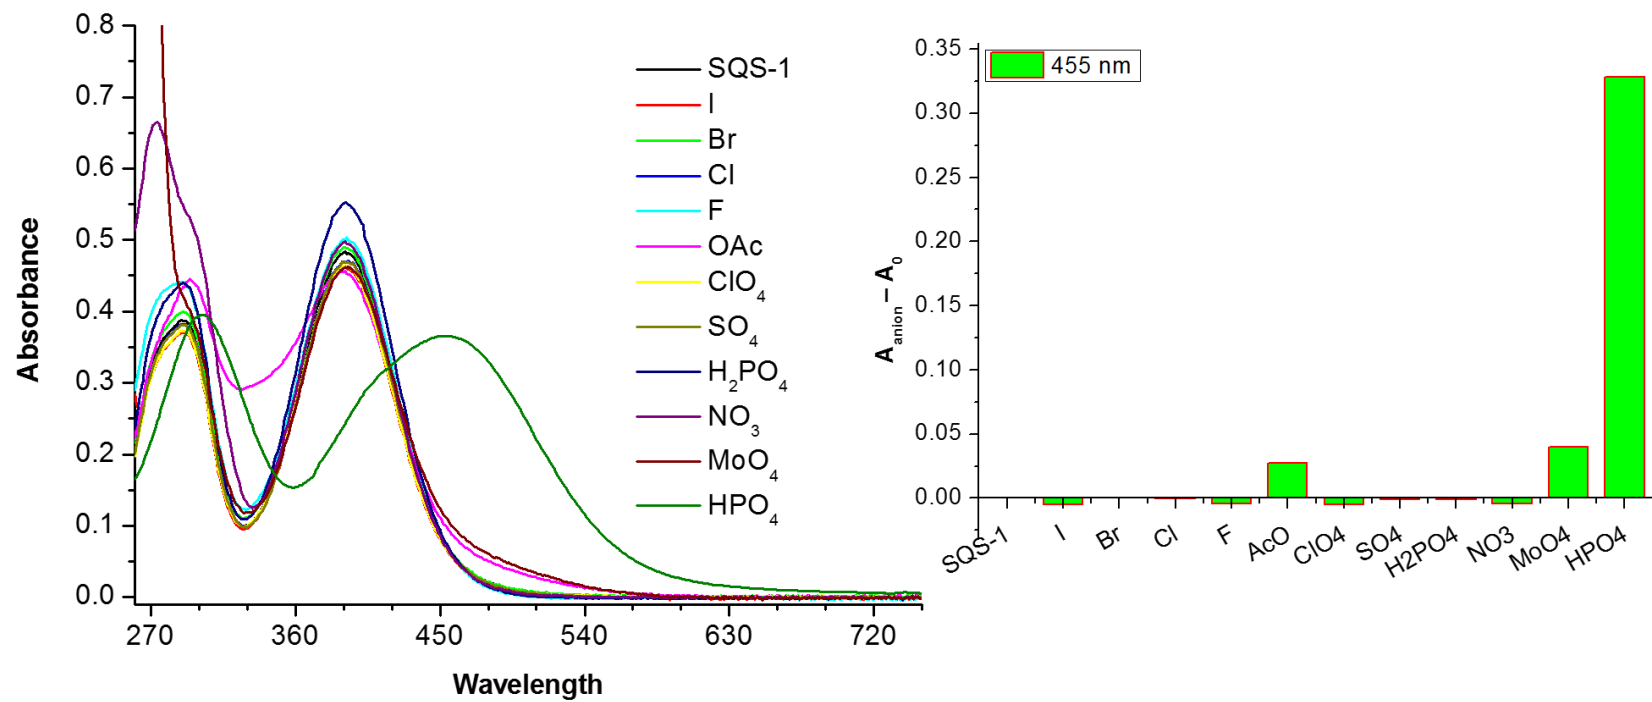 0.8
0.7
0.6
0.5
0.4
0.3
0.2
0.1
0.0
Absorbance
270 360 450 540 630 720
Wavelength
SQS-1
I
Br
Cl
F
OAc
ClO₄
SO₄
H₂PO₄
NO₃
MoO₄
HPO₄
0.35
0.30
0.25
0.20
0.15
0.10
0.05
0.00
A anion – A₀
455 nm
SQS-1 I Br Cl F AcO ClO4 SO4 H2PO4 NO3 MoO4 HPO4